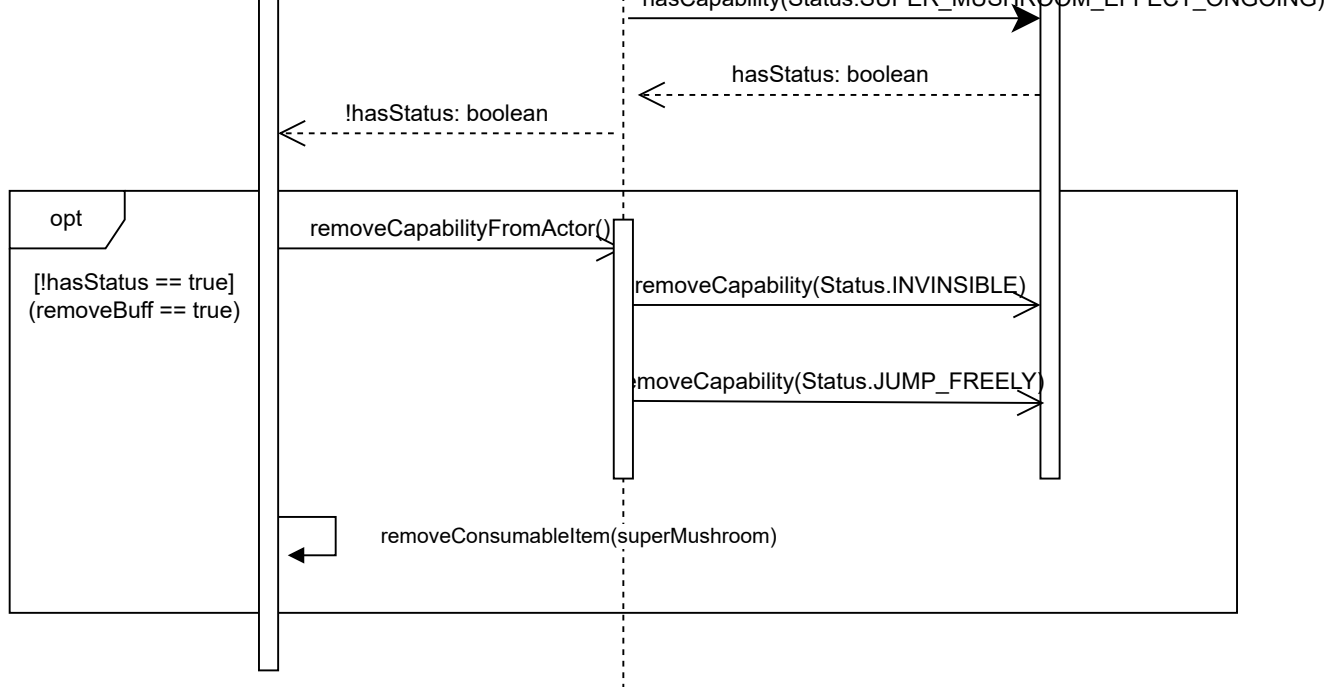 hasCapability(Status.SUPER_MUSHROOM_EFFECT_ONGOING)
hasStatus: boolean
!hasStatus: boolean
opt
removeCapabilityFromActor()
[!hasStatus == true]
(removeBuff == true)
removeCapability(Status.INVINSIBLE)
emoveCapability(Status.JUMP_FREELY)
removeConsumableItem(superMushroom)